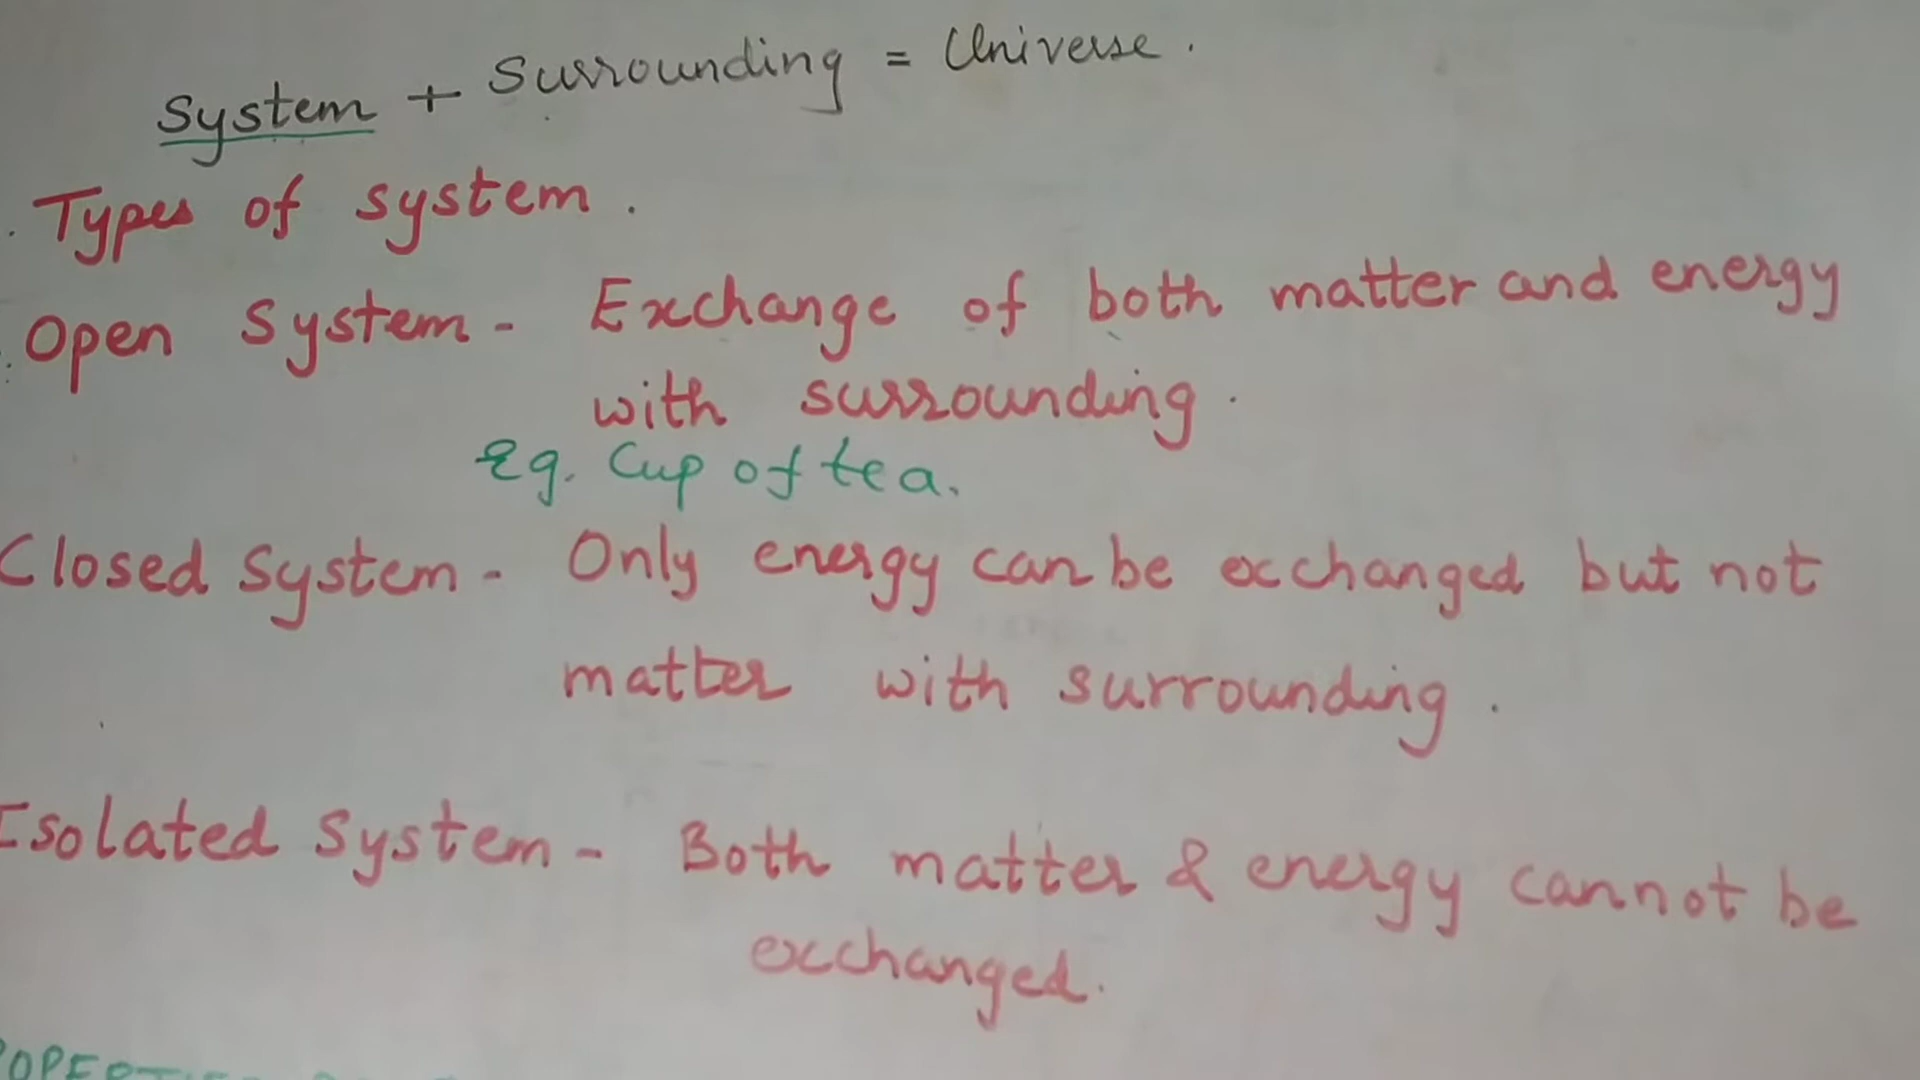 System + Surrounding = Universe.
Types of system.
Open System - Exchange of both matter and energy
with surrounding.
Eg. Cup of tea.
Closed System - Only energy can be exchanged but not
matter with surrounding.
Isolated System - Both matter & energy cannot be
exchanged.